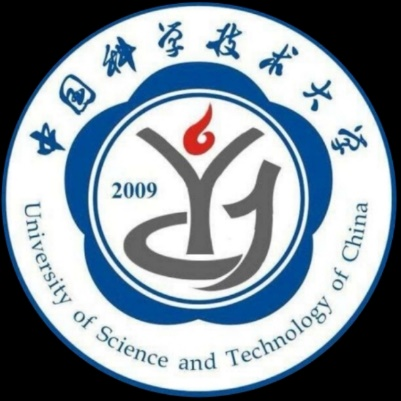 中国科学技术大学
2009
University of Science and Technology of China